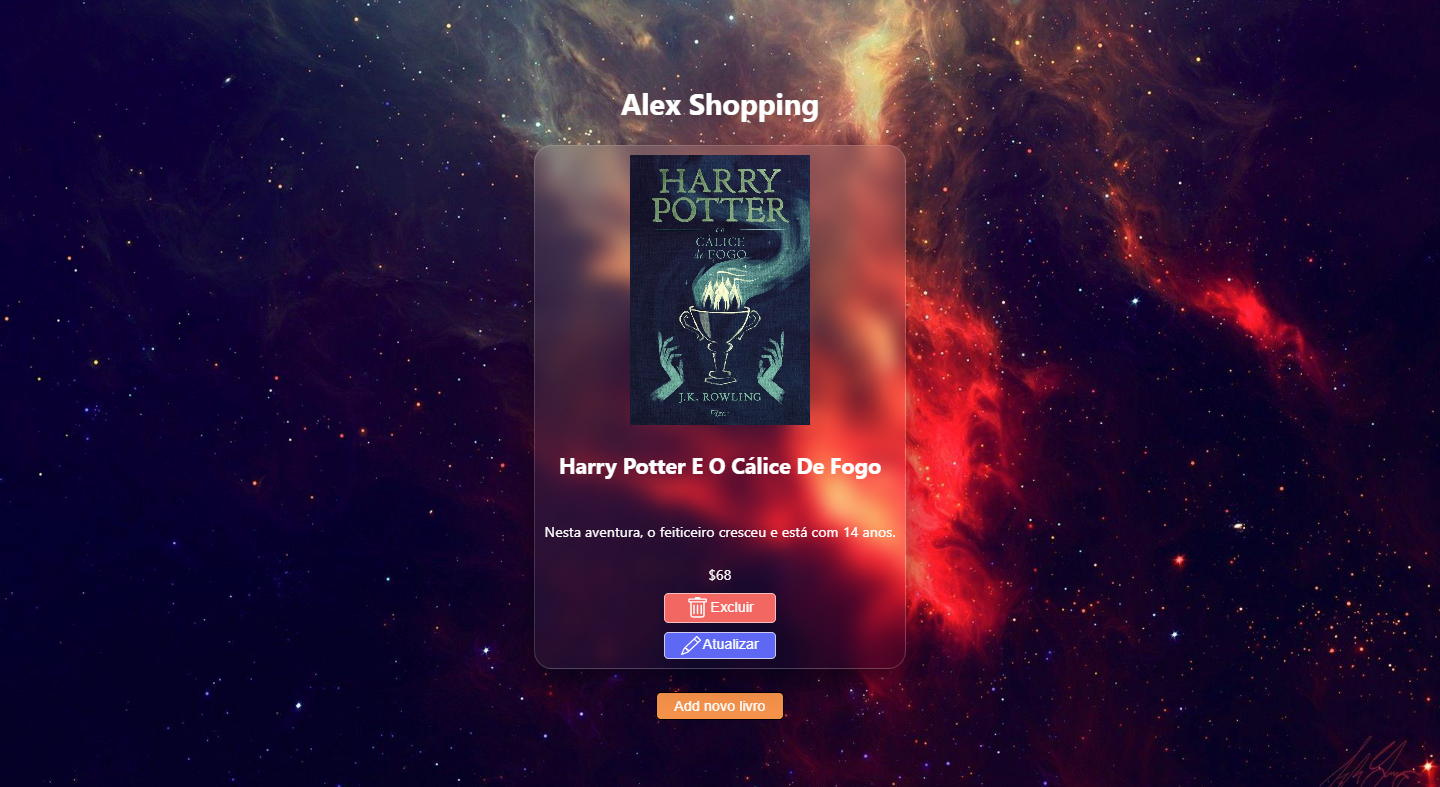 Alex Shopping
HARRY
POTTER
e o
CÁLICE
de FOGO
J.K. ROWLING
Harry Potter E O Cálice De Fogo
Nesta aventura, o feiticeiro cresceu e está com 14 anos.
$68
Excluir
Atualizar
Add novo livro